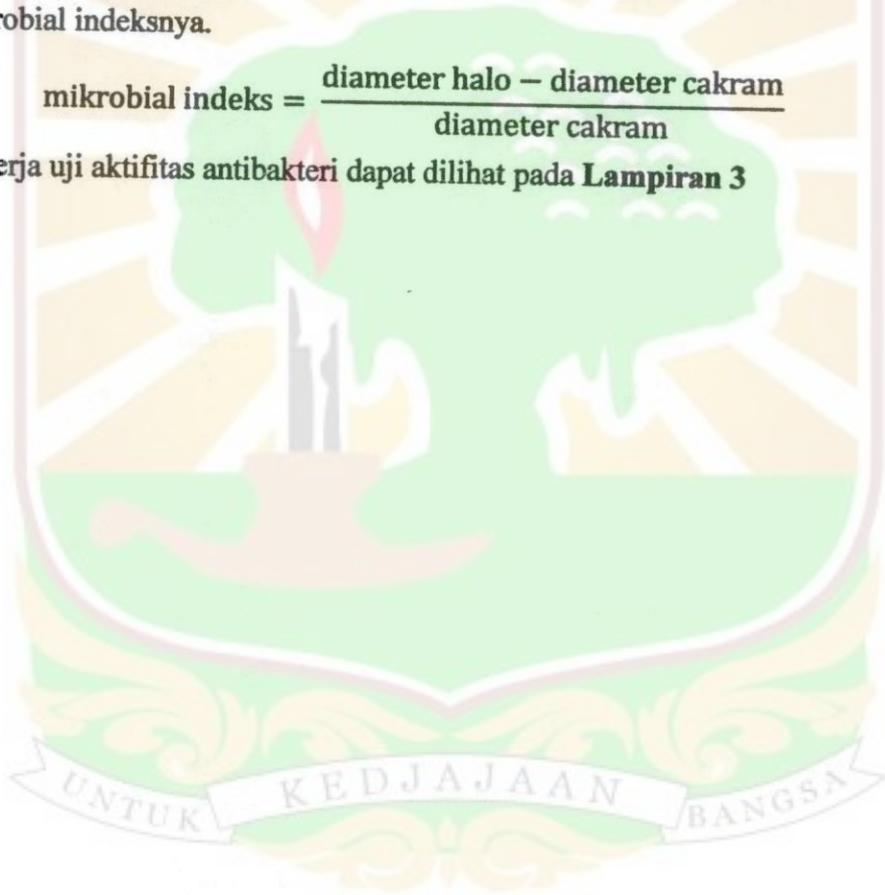 robial indeksnya.
mikrobial indeks = diameter halo − diameter cakram
diameter cakram
erja uji aktifitas antibakteri dapat dilihat pada Lampiran 3
UNTUK KEDJAJAAN BANGSA